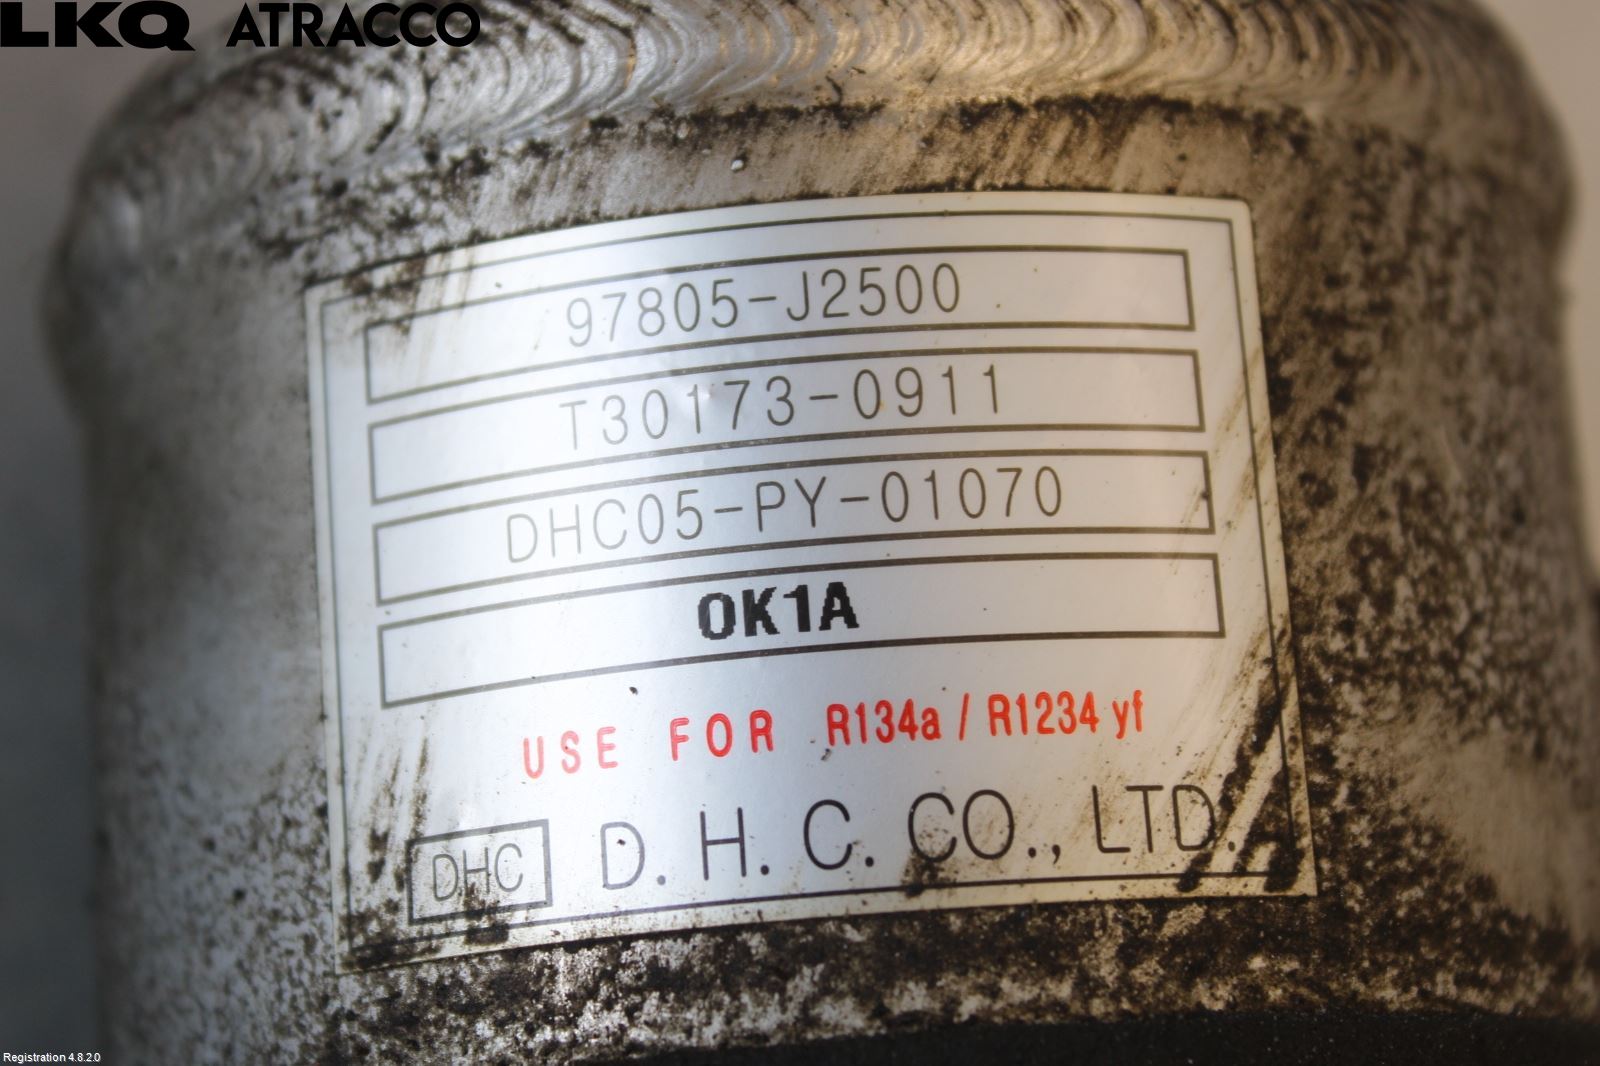 LKQ ATRACCO
97805-J2500
T30173-0911
DHC05-PY-01070
OK1A
USE FOR R134a / R1234 yf
DHC D. H. C. CO., LTD.
Registration 4.8.2.0